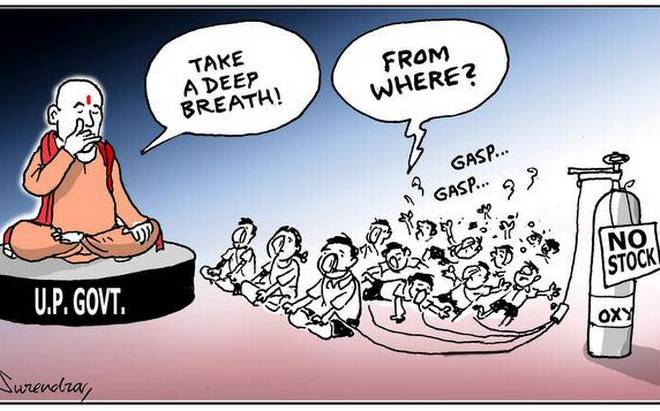 TAKE
A DEEP
BREATH!
FROM
WHERE?
GASP...
GASP...
NO
STOCK
OXY
U.P. GOVT.
Surendra